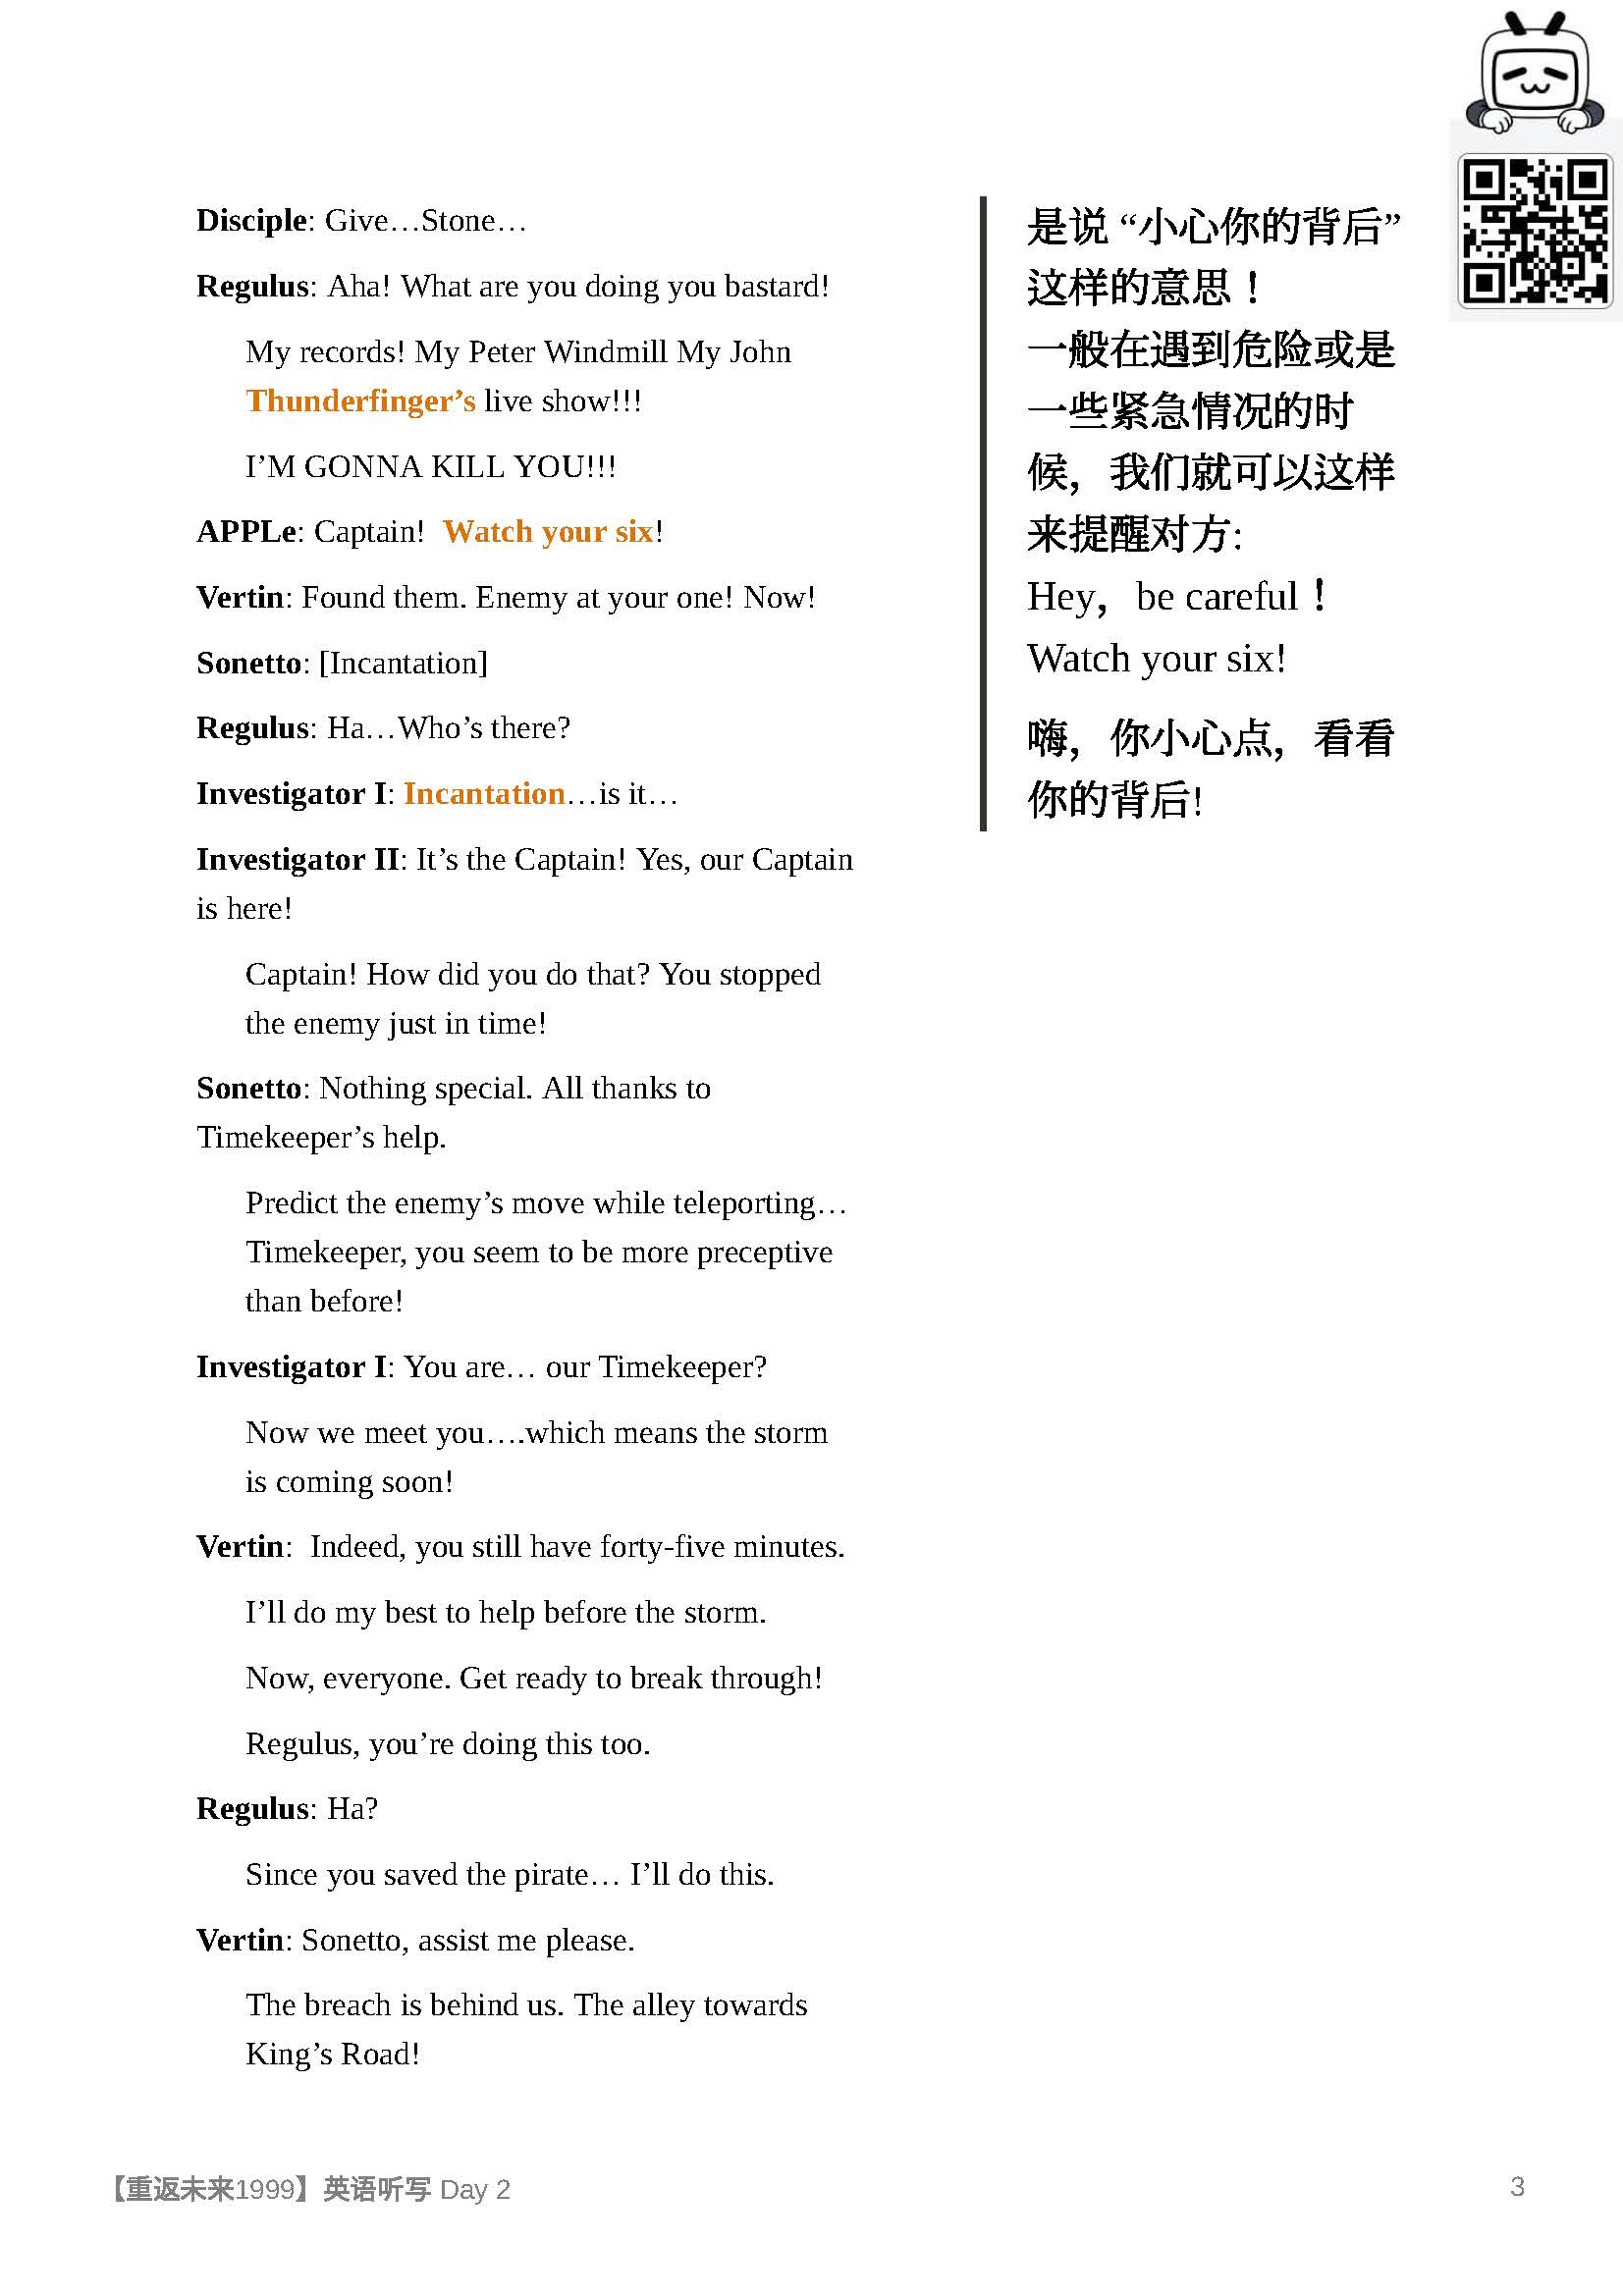 Disciple: Give…Stone…
Regulus: Aha! What are you doing you bastard!
My records! My Peter Windmill My John
Thunderfinger’s live show!!!
I’M GONNA KILL YOU!!!
APPLe: Captain!  Watch your six!
Vertin: Found them. Enemy at your one! Now!
Sonetto: [Incantation]
Regulus: Ha…Who’s there?
Investigator I: Incantation…is it…
Investigator II: It’s the Captain! Yes, our Captain
is here!
Captain! How did you do that? You stopped
the enemy just in time!
Sonetto: Nothing special. All thanks to
Timekeeper’s help.
Predict the enemy’s move while teleporting…
Timekeeper, you seem to be more preceptive
than before!
Investigator I: You are… our Timekeeper?
Now we meet you….which means the storm
is coming soon!
Vertin:  Indeed, you still have forty-five minutes.
I’ll do my best to help before the storm.
Now, everyone. Get ready to break through!
Regulus, you’re doing this too.
Regulus: Ha?
Since you saved the pirate… I’ll do this.
Vertin: Sonetto, assist me please.
The breach is behind us. The alley towards
King’s Road!
是说 “小心你的背后”
这样的意思！
一般在遇到危险或是
一些紧急情况的时
候，我们就可以这样
来提醒对方:
Hey，be careful！
Watch your six!
嗨，你小心点，看看
你的背后!
【重返未来1999】英语听写 Day 2
3